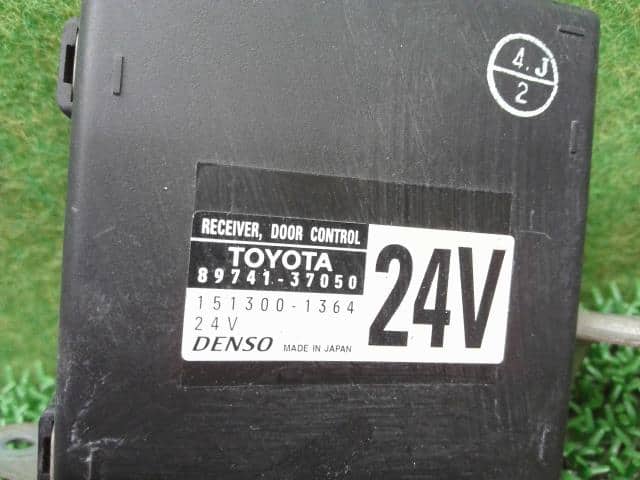 4.J
2
RECEIVER, DOOR CONTROL
TOYOTA
89741-37050
151300-1364
24V
24V
DENSO MADE IN JAPAN